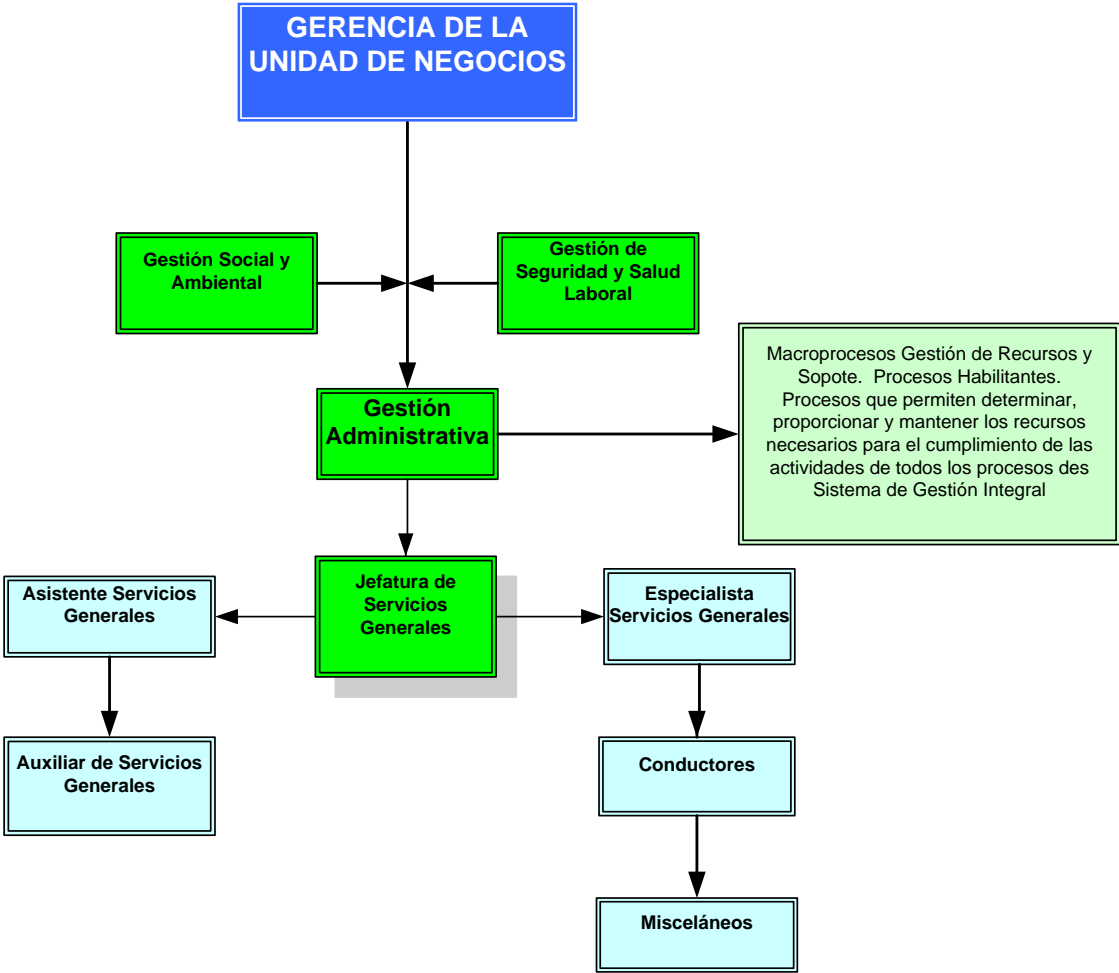 GERENCIA DE LA
UNIDAD DE NEGOCIOS
Gestión Social y
Ambiental
Gestión de
Seguridad y Salud
Laboral
Gestión
Administrativa
Macroprocesos Gestión de Recursos y
Sopote.  Procesos Habilitantes.
Procesos que permiten determinar,
proporcionar y mantener los recursos
necesarios para el cumplimiento de las
actividades de todos los procesos des
Sistema de Gestión Integral
Jefatura de
Servicios
Generales
Asistente Servicios
Generales
Especialista
Servicios Generales
Auxiliar de Servicios
Generales
Conductores
Misceláneos